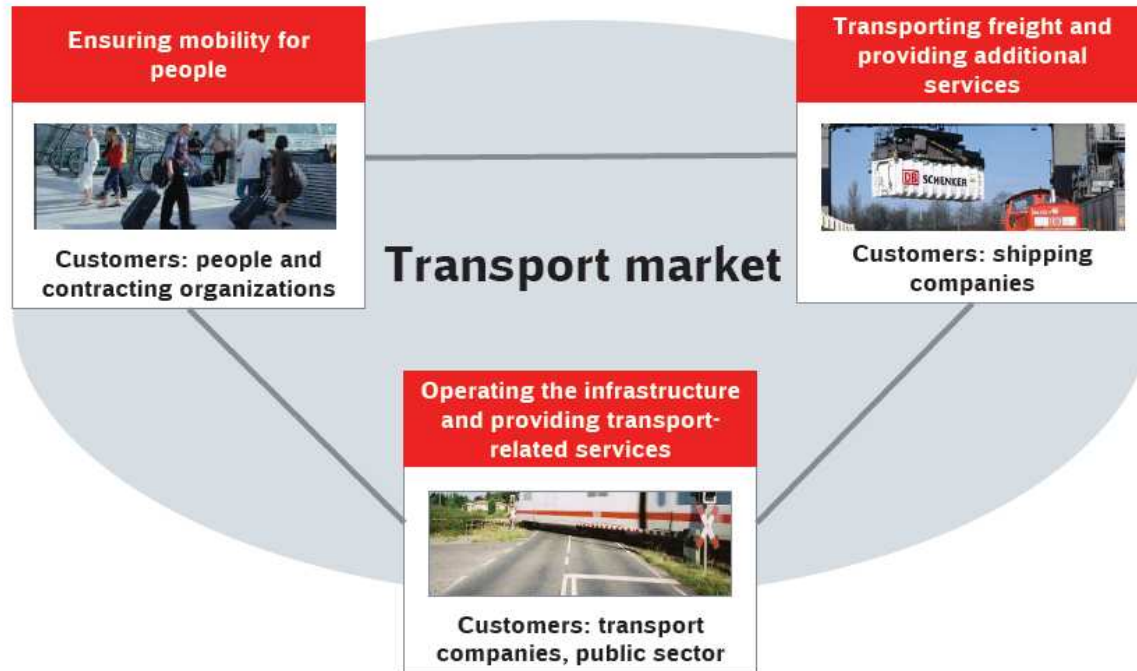 Ensuring mobility for
people
Customers: people and
contracting organizations
Transporting freight and
providing additional
services
DB SCHENKER
Customers: shipping
companies
Transport market
Operating the infrastructure
and providing transport-
related services
Customers: transport
companies, public sector